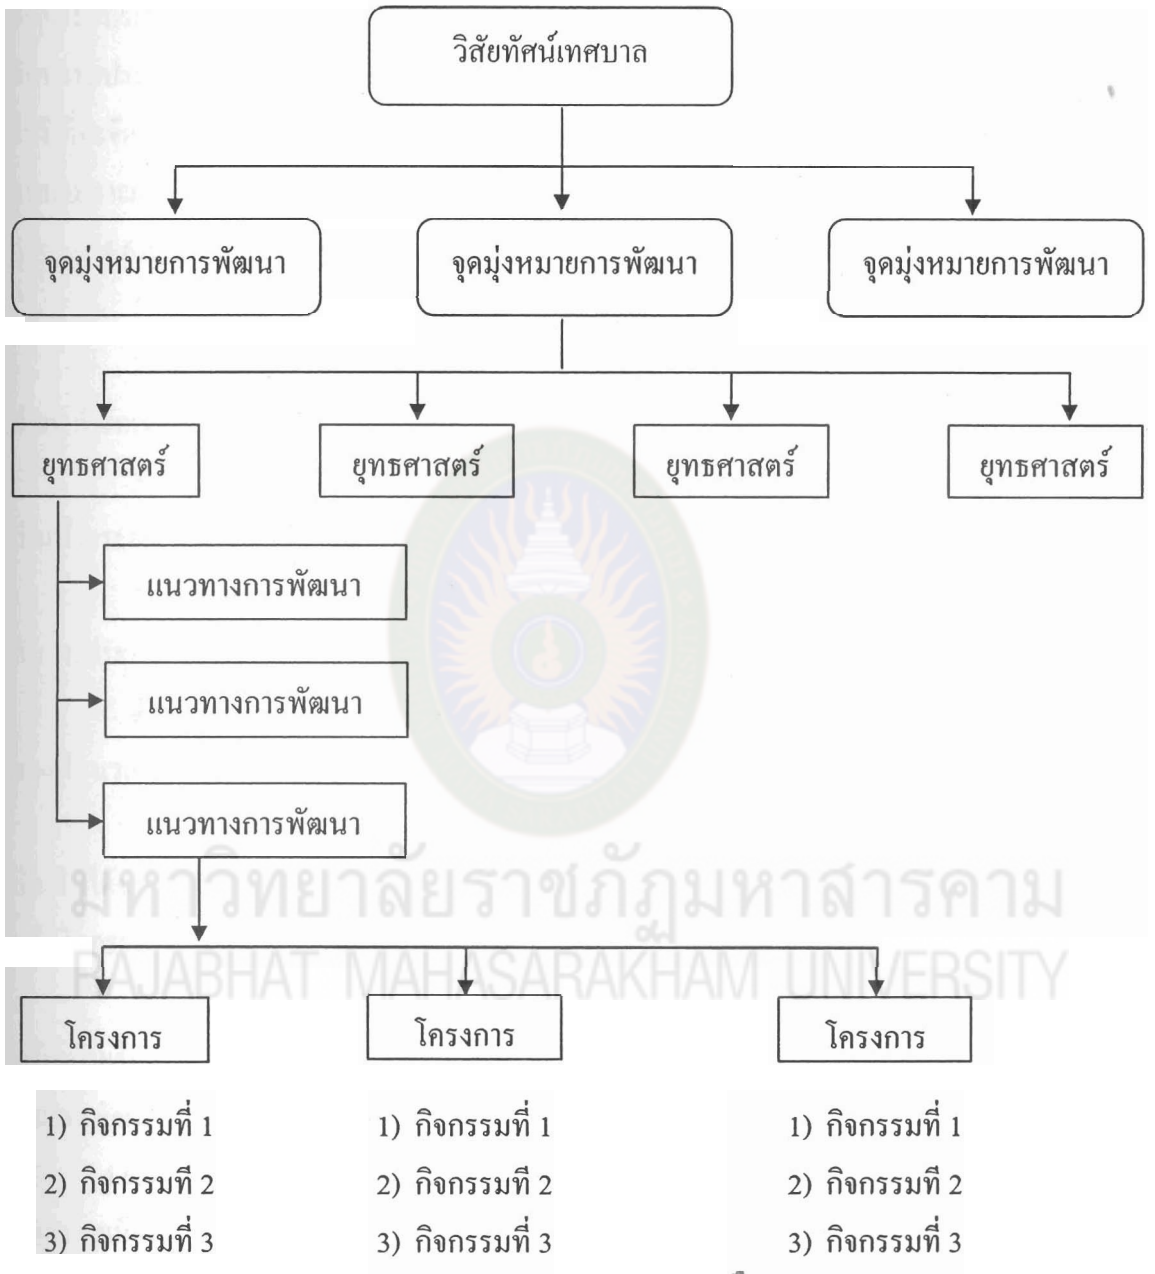 วิสัยทัศน์เทศบาล
จุดมุ่งหมายการพัฒนา จุดมุ่งหมายการพัฒนา จุดมุ่งหมายการพัฒนา
ยุทธศาสตร์ ยุทธศาสตร์ ยุทธศาสตร์ ยุทธศาสตร์
แนวทางการพัฒนา
แนวทางการพัฒนา
แนวทางการพัฒนา
มหาวิทยาลัยราชภัฏมหาสารคาม
RAJABHAT MAHASARAKHAM UNIVERSITY
โครงการ โครงการ โครงการ
1) กิจกรรมที่ 1 1) กิจกรรมที่ 1 1) กิจกรรมที่ 1
2) กิจกรรมที 2 2) กิจกรรมที 2 2) กิจกรรมที 2
3) กิจกรรมที่ 3 3) กิจกรรมที่ 3 3) กิจกรรมที่ 3